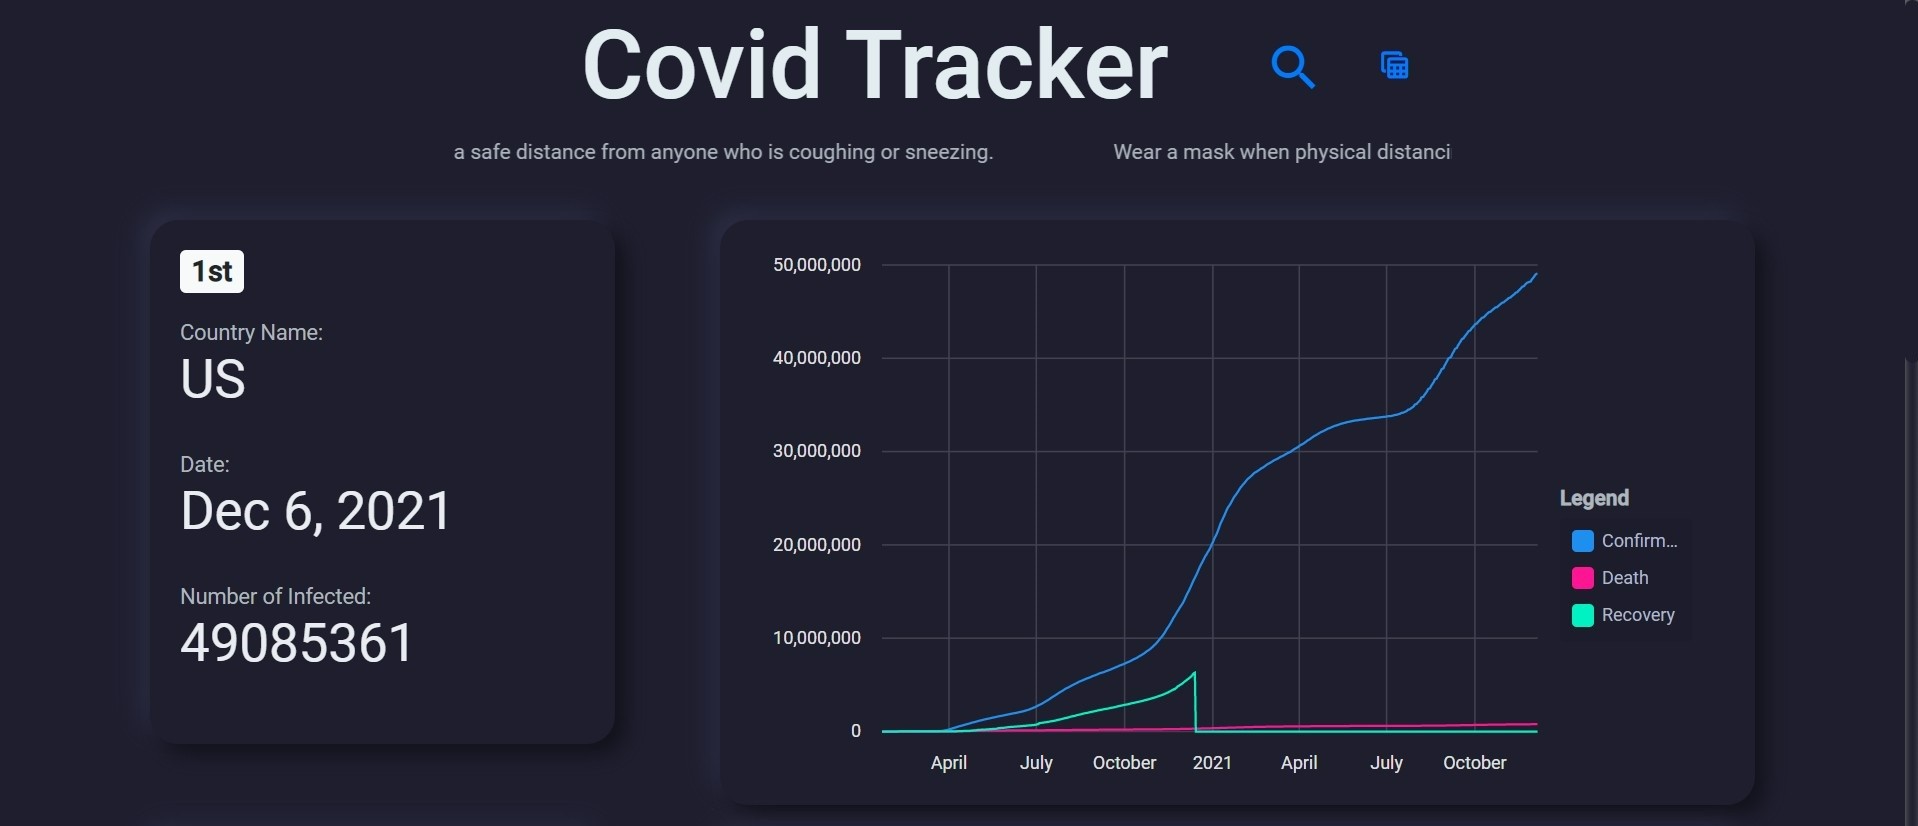 Covid Tracker
a safe distance from anyone who is coughing or sneezing. Wear a mask when physical distanci
1st
Country Name:
US
Date:
Dec 6, 2021
Number of Infected:
49085361
50,000,000
40,000,000
30,000,000
20,000,000
10,000,000
0
April July October 2021 April July October
Legend
Confirm...
Death
Recovery